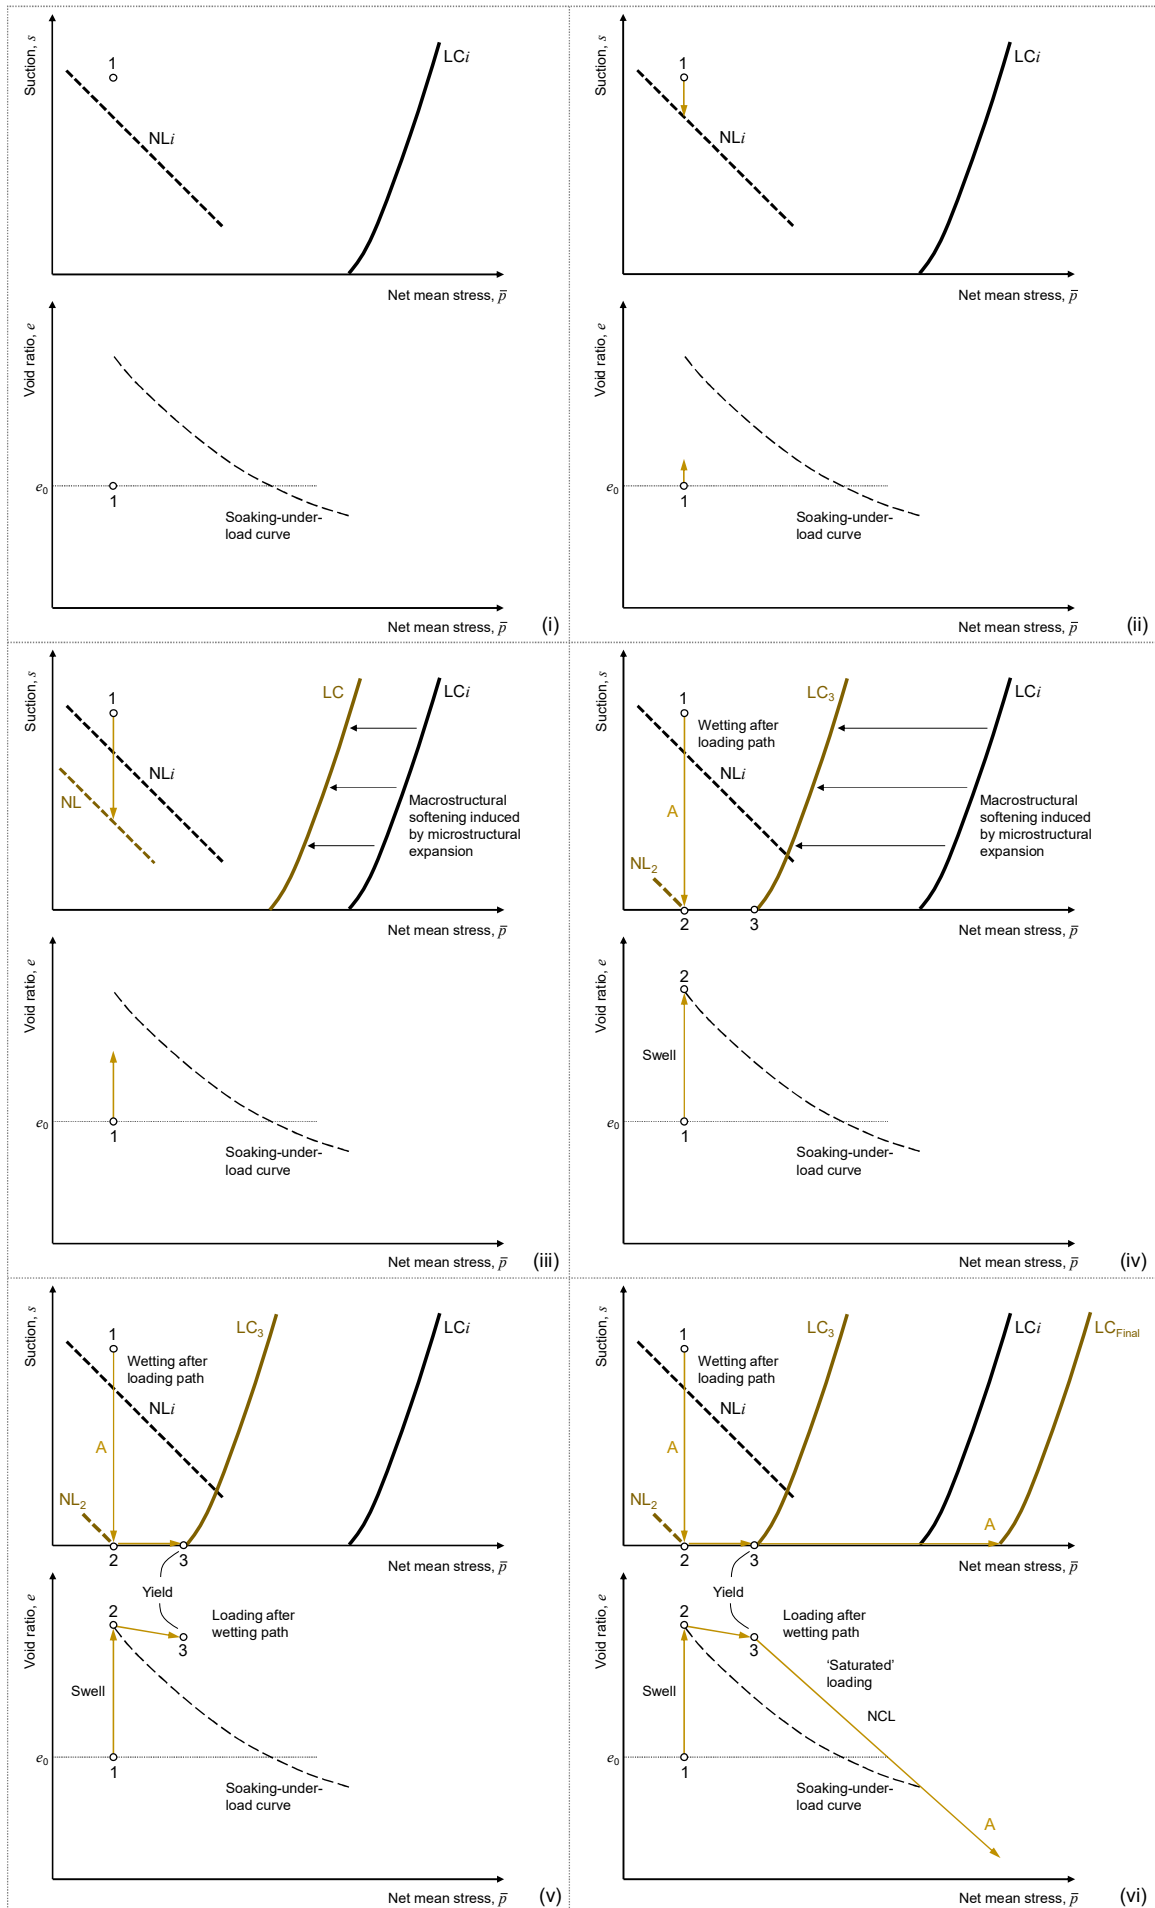 Suction, s
1
NLi
LCi
Net mean stress, p̄
Void ratio, e
e0
1
Soaking-under-
load curve
Net mean stress, p̄
(i)
Suction, s
1
NLi
LCi
Net mean stress, p̄
Void ratio, e
e0
1
Soaking-under-
load curve
Net mean stress, p̄
(ii)
Suction, s
1
NLi
NL
LC
LCi
Macrostructural
softening induced
by microstructural
expansion
Net mean stress, p̄
Void ratio, e
e0
1
Soaking-under-
load curve
Net mean stress, p̄
(iii)
Suction, s
1
Wetting after
loading path
NLi
A
NL2
LC3
LCi
Macrostructural
softening induced
by microstructural
expansion
2
3
Net mean stress, p̄
Void ratio, e
2
Swell
e0
1
Soaking-under-
load curve
Net mean stress, p̄
(iv)
Suction, s
1
Wetting after
loading path
NLi
A
NL2
LC3
LCi
2
3
Net mean stress, p̄
Yield
Void ratio, e
2
Loading after
wetting path
3
Swell
e0
1
Soaking-under-
load curve
Net mean stress, p̄
(v)
Suction, s
1
Wetting after
loading path
NLi
A
NL2
LC3
LCi
LCFinal
A
2
3
Net mean stress, p̄
Yield
Void ratio, e
2
Loading after
wetting path
3
'Saturated'
loading
Swell
NCL
e0
1
Soaking-under-
load curve
A
Net mean stress, p̄
(vi)